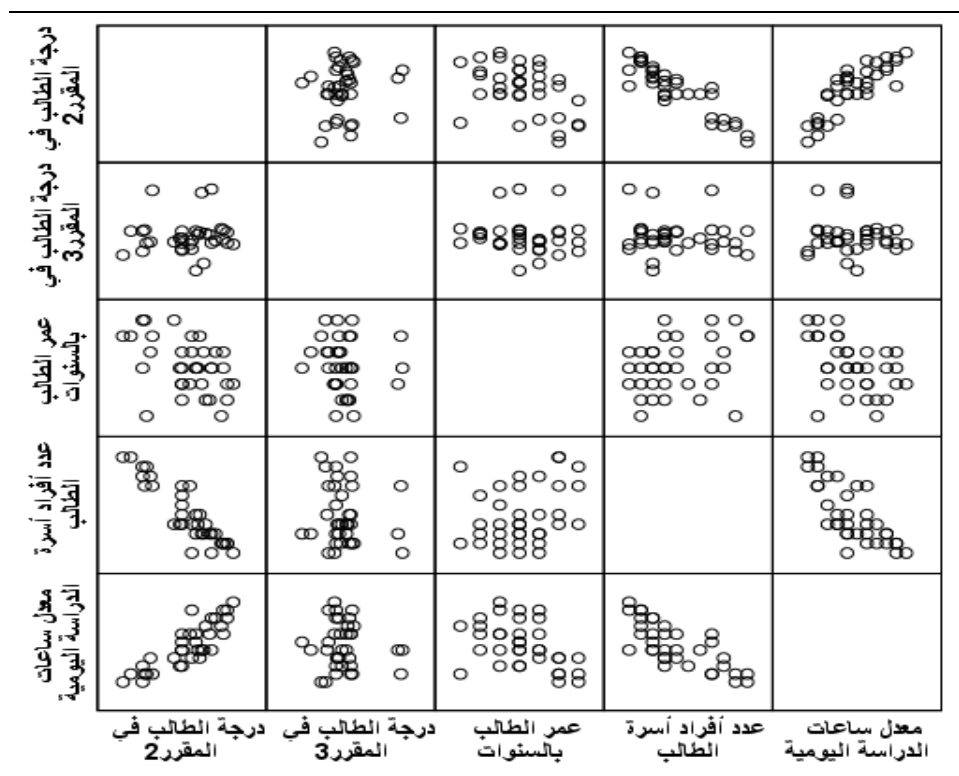 درجة الطالب في
المقرر2
درجة الطالب في
المقرر3
عمر الطالب
بالسنوات
عدد أفراد أسرة
الطالب
معدل ساعات
الدراسة اليومية
درجة الطالب في
المقرر2
درجة الطالب في
المقرر3
عمر الطالب
بالسنوات
عدد أفراد أسرة
الطالب
معدل ساعات
الدراسة اليومية